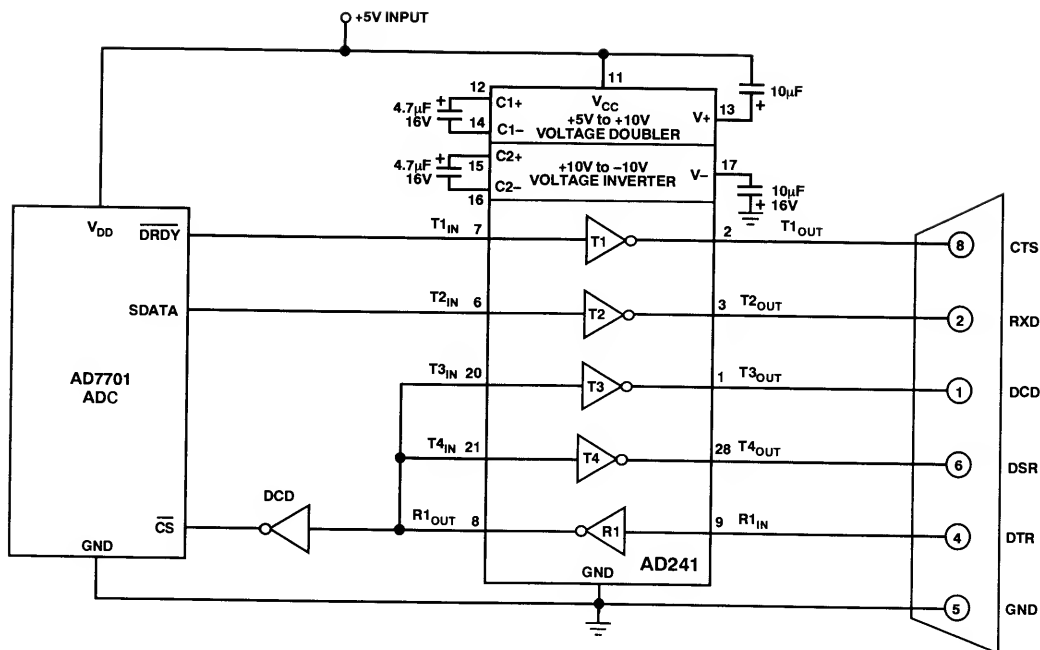 +5V INPUT
11
12
C1+
4.7μF
16V
14
C1–
VCC
+5V to +10V
VOLTAGE DOUBLER
V+
13
10μF
+
C2+
15
4.7μF
16V
C2–
16
+10V to –10V
VOLTAGE INVERTER
V–
17
10μF
16V
+
VDD
DRDY
T1IN 7
T1
2 T1OUT
8 CTS
SDATA
T2IN 6
T2
3 T2OUT
2 RXD
AD7701
ADC
T3IN 20
T3
1 T3OUT
1 DCD
T4IN 21
T4
28 T4OUT
6 DSR
DCD
CS
R1OUT 8
R1
9 R1IN
4 DTR
AD241
GND
GND
5 GND